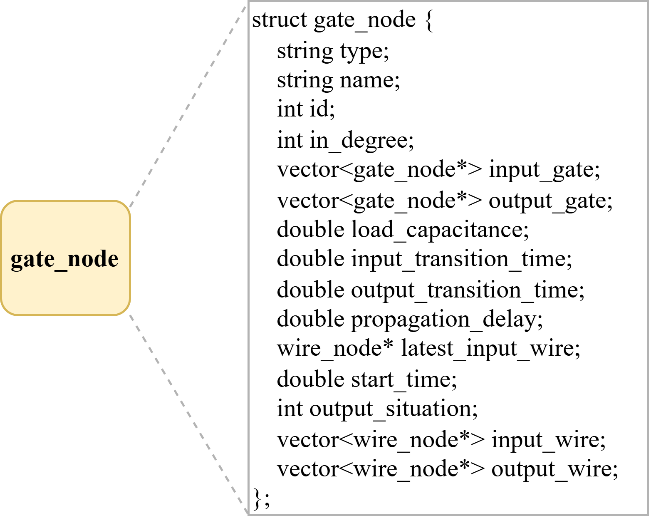 gate_node
struct gate_node {
string type;
string name;
int id;
int in_degree;
vector<gate_node*> input_gate;
vector<gate_node*> output_gate;
double load_capacitance;
double input_transition_time;
double output_transition_time;
double propagation_delay;
wire_node* latest_input_wire;
double start_time;
int output_situation;
vector<wire_node*> input_wire;
vector<wire_node*> output_wire;
};